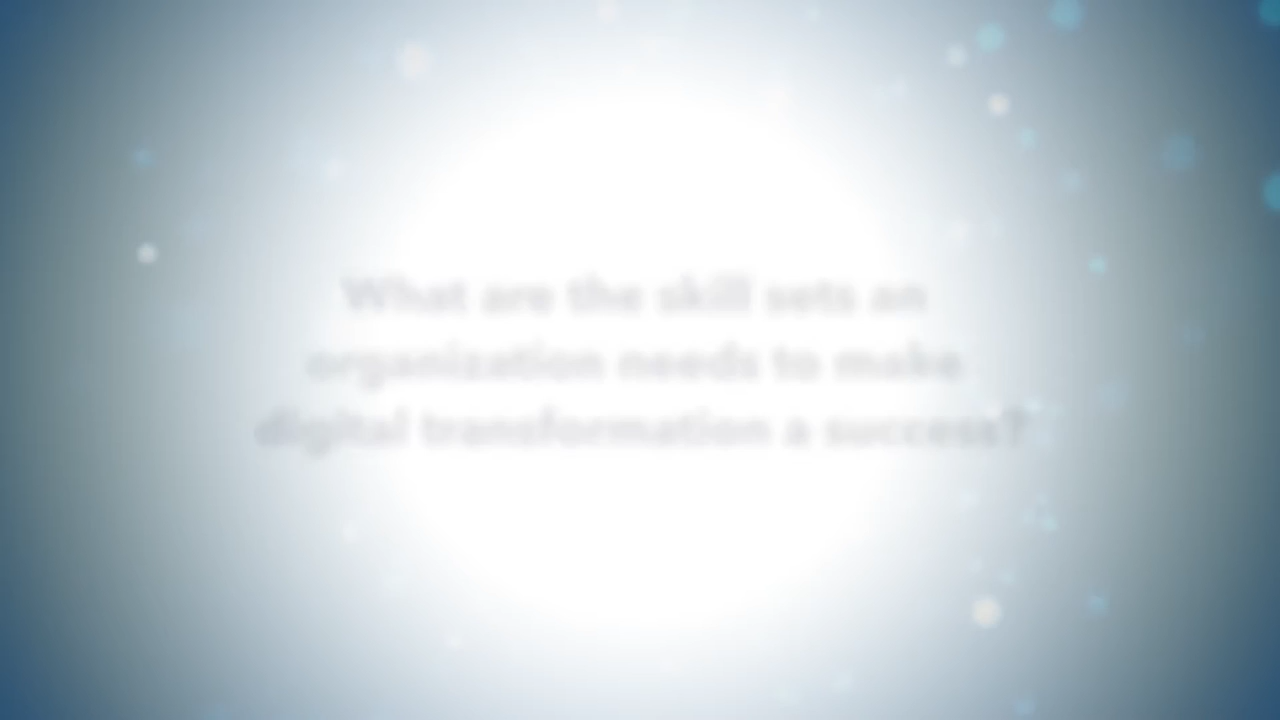 What are the skill sets an
organization needs to make
digital transformation a success?